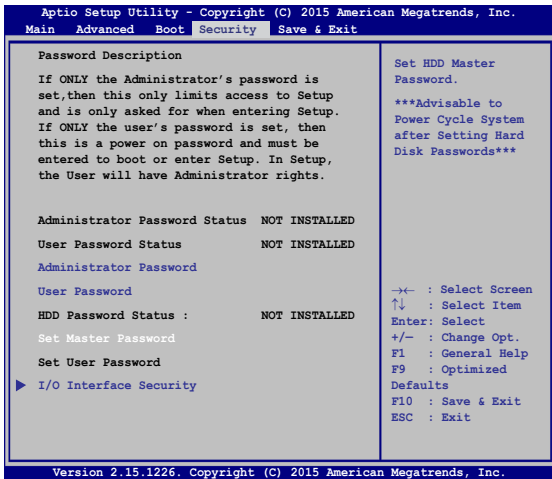 Aptio Setup Utility - Copyright (C) 2015 American Megatrends, Inc.
Main Advanced Boot Security Save & Exit
Password Description
If ONLY the Administrator's password is
set,then this only limits access to Setup
and is only asked for when entering Setup.
If ONLY the user's password is set, then
this is a power on password and must be
entered to boot or enter Setup. In Setup,
the User will have Administrator rights.
Administrator Password Status NOT INSTALLED
User Password Status NOT INSTALLED
Administrator Password
User Password
HDD Password Status : NOT INSTALLED
Set Master Password
Set User Password
I/O Interface Security
Set HDD Master
Password.
***Advisable to
Power Cycle System
after Setting Hard
Disk Passwords***
→← : Select Screen
↑↓ : Select Item
Enter: Select
+/— : Change Opt.
F1 : General Help
F9 : Optimized
Defaults
F10 : Save & Exit
ESC : Exit
Version 2.15.1226. Copyright (C) 2015 American Megatrends, Inc.